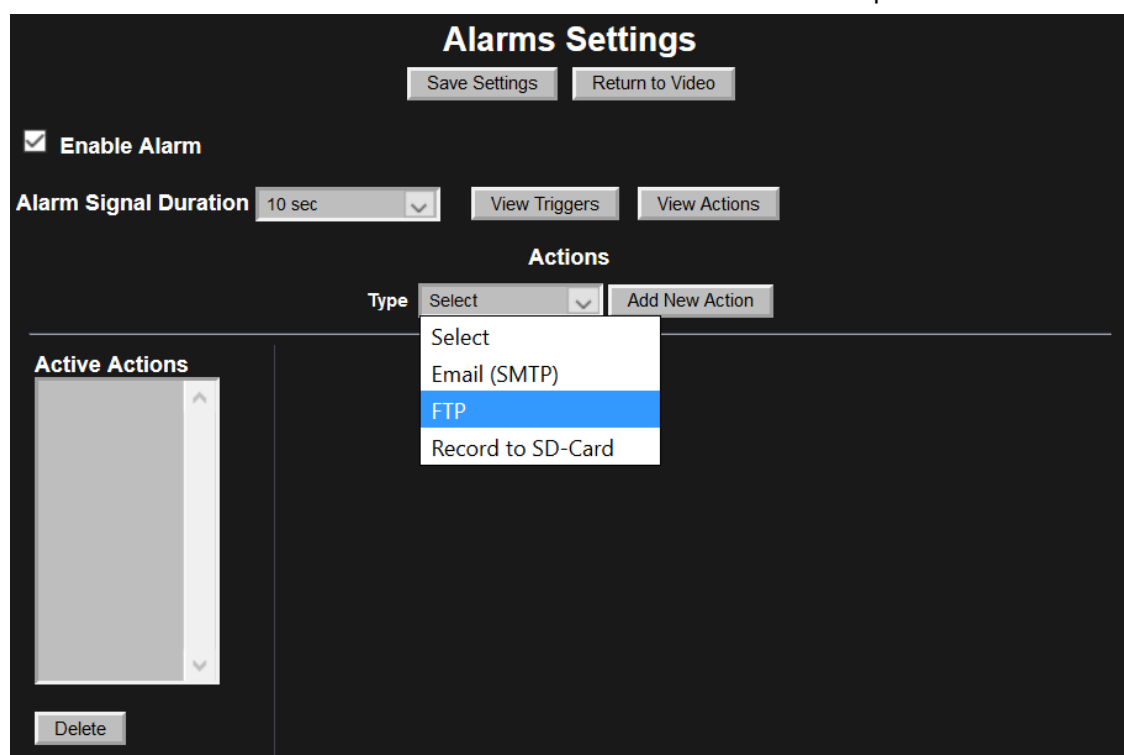 Alarms Settings
Save Settings Return to Video
Enable Alarm
Alarm Signal Duration 10 sec View Triggers View Actions
Actions
Type Select Add New Action
Select
Active Actions
Email (SMTP)
FTP
Record to SD-Card
Delete